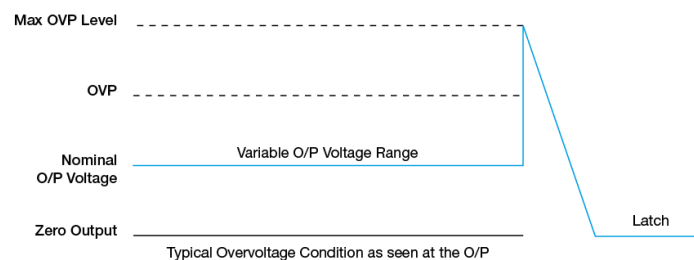 Max OVP Level
OVP
Variable O/P Voltage Range
Nominal
O/P Voltage
Zero Output
Latch
Typical Overvoltage Condition as seen at the O/P